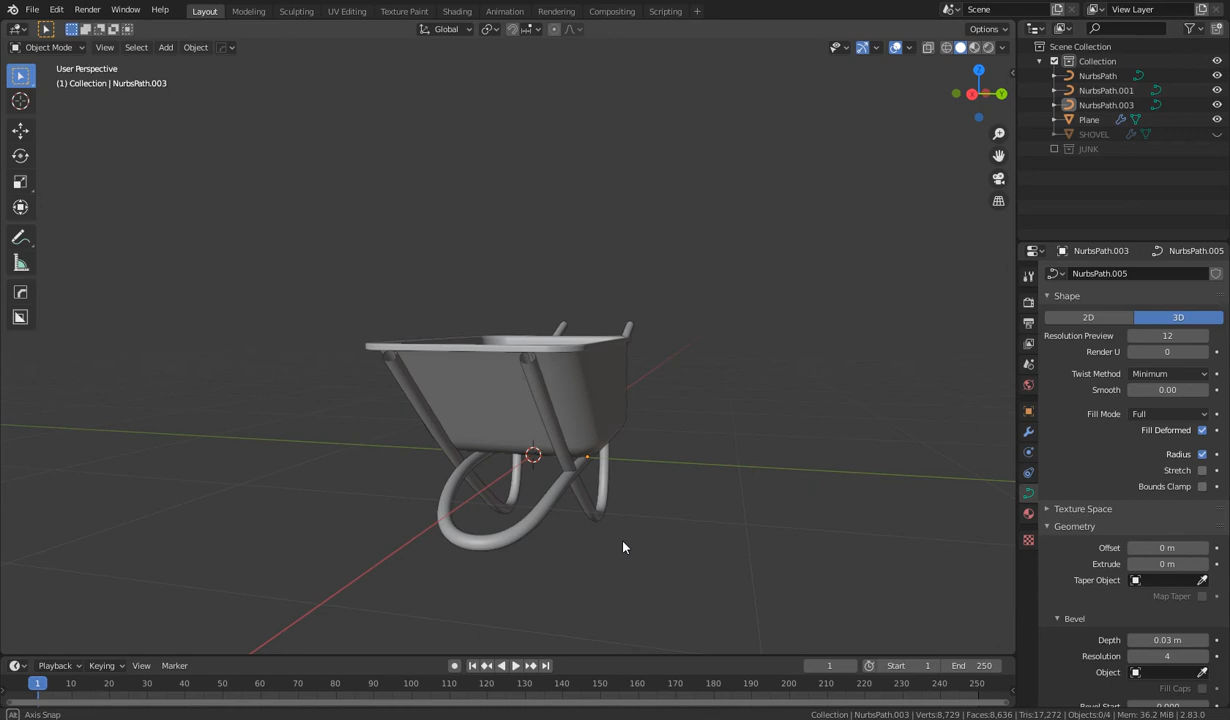 File Edit Render Window Help
Layout Modeling Sculpting UV Editing Texture Paint Shading Animation Rendering Compositing Scripting +
Scene
View Layer
Global
Options
Object Mode View Select Add Object
User Perspective
(1) Collection | NurbsPath.003
Z
X
Y
Scene Collection
Collection
NurbsPath
NurbsPath.001
NurbsPath.003
Plane
SHOVEL
JUNK
NurbsPath.003 NurbsPath.005
NurbsPath.005
Shape
2D 3D
Resolution Preview 12
Render U 0
Twist Method Minimum
Smooth 0.00
Fill Mode Full
Fill Deformed
Radius
Stretch
Bounds Clamp
Texture Space
Geometry
Offset 0 m
Extrude 0 m
Taper Object
Map Taper
Bevel
Depth 0.03 m
Resolution 4
Object
Fill Caps
Playback Keying View Marker
1
Start 1
End 250
1 10 20 30 40 50 60 70 80 90 100 110 120 130 140 150 160 170 180 190 200 210 220 230 240 250
Alt Axis Snap
Collection | NurbsPath.003 | Verts:8,729 | Faces:8,636 | Tris:17,272 | Objects:0/4 | Mem: 36.2 MiB | 2.83.0